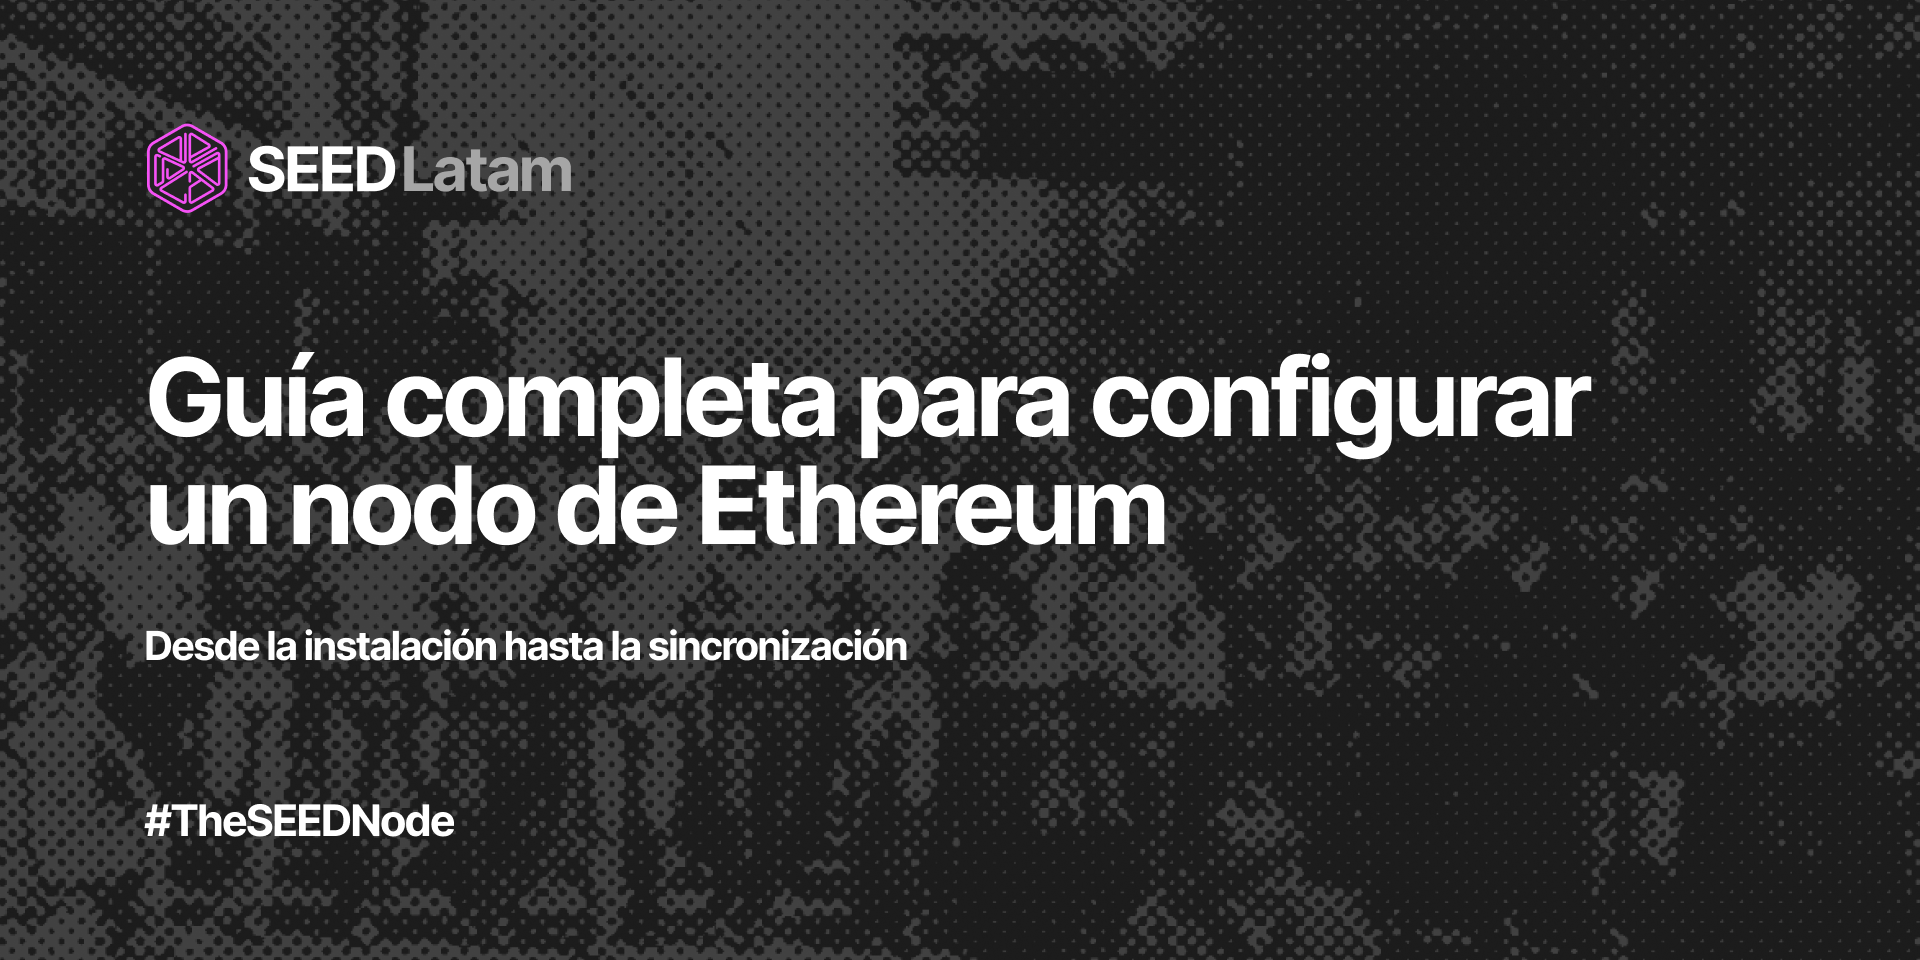 SEED Latam
Guía completa para configurar
un nodo de Ethereum
Desde la instalación hasta la sincronización
#TheSEEDNode